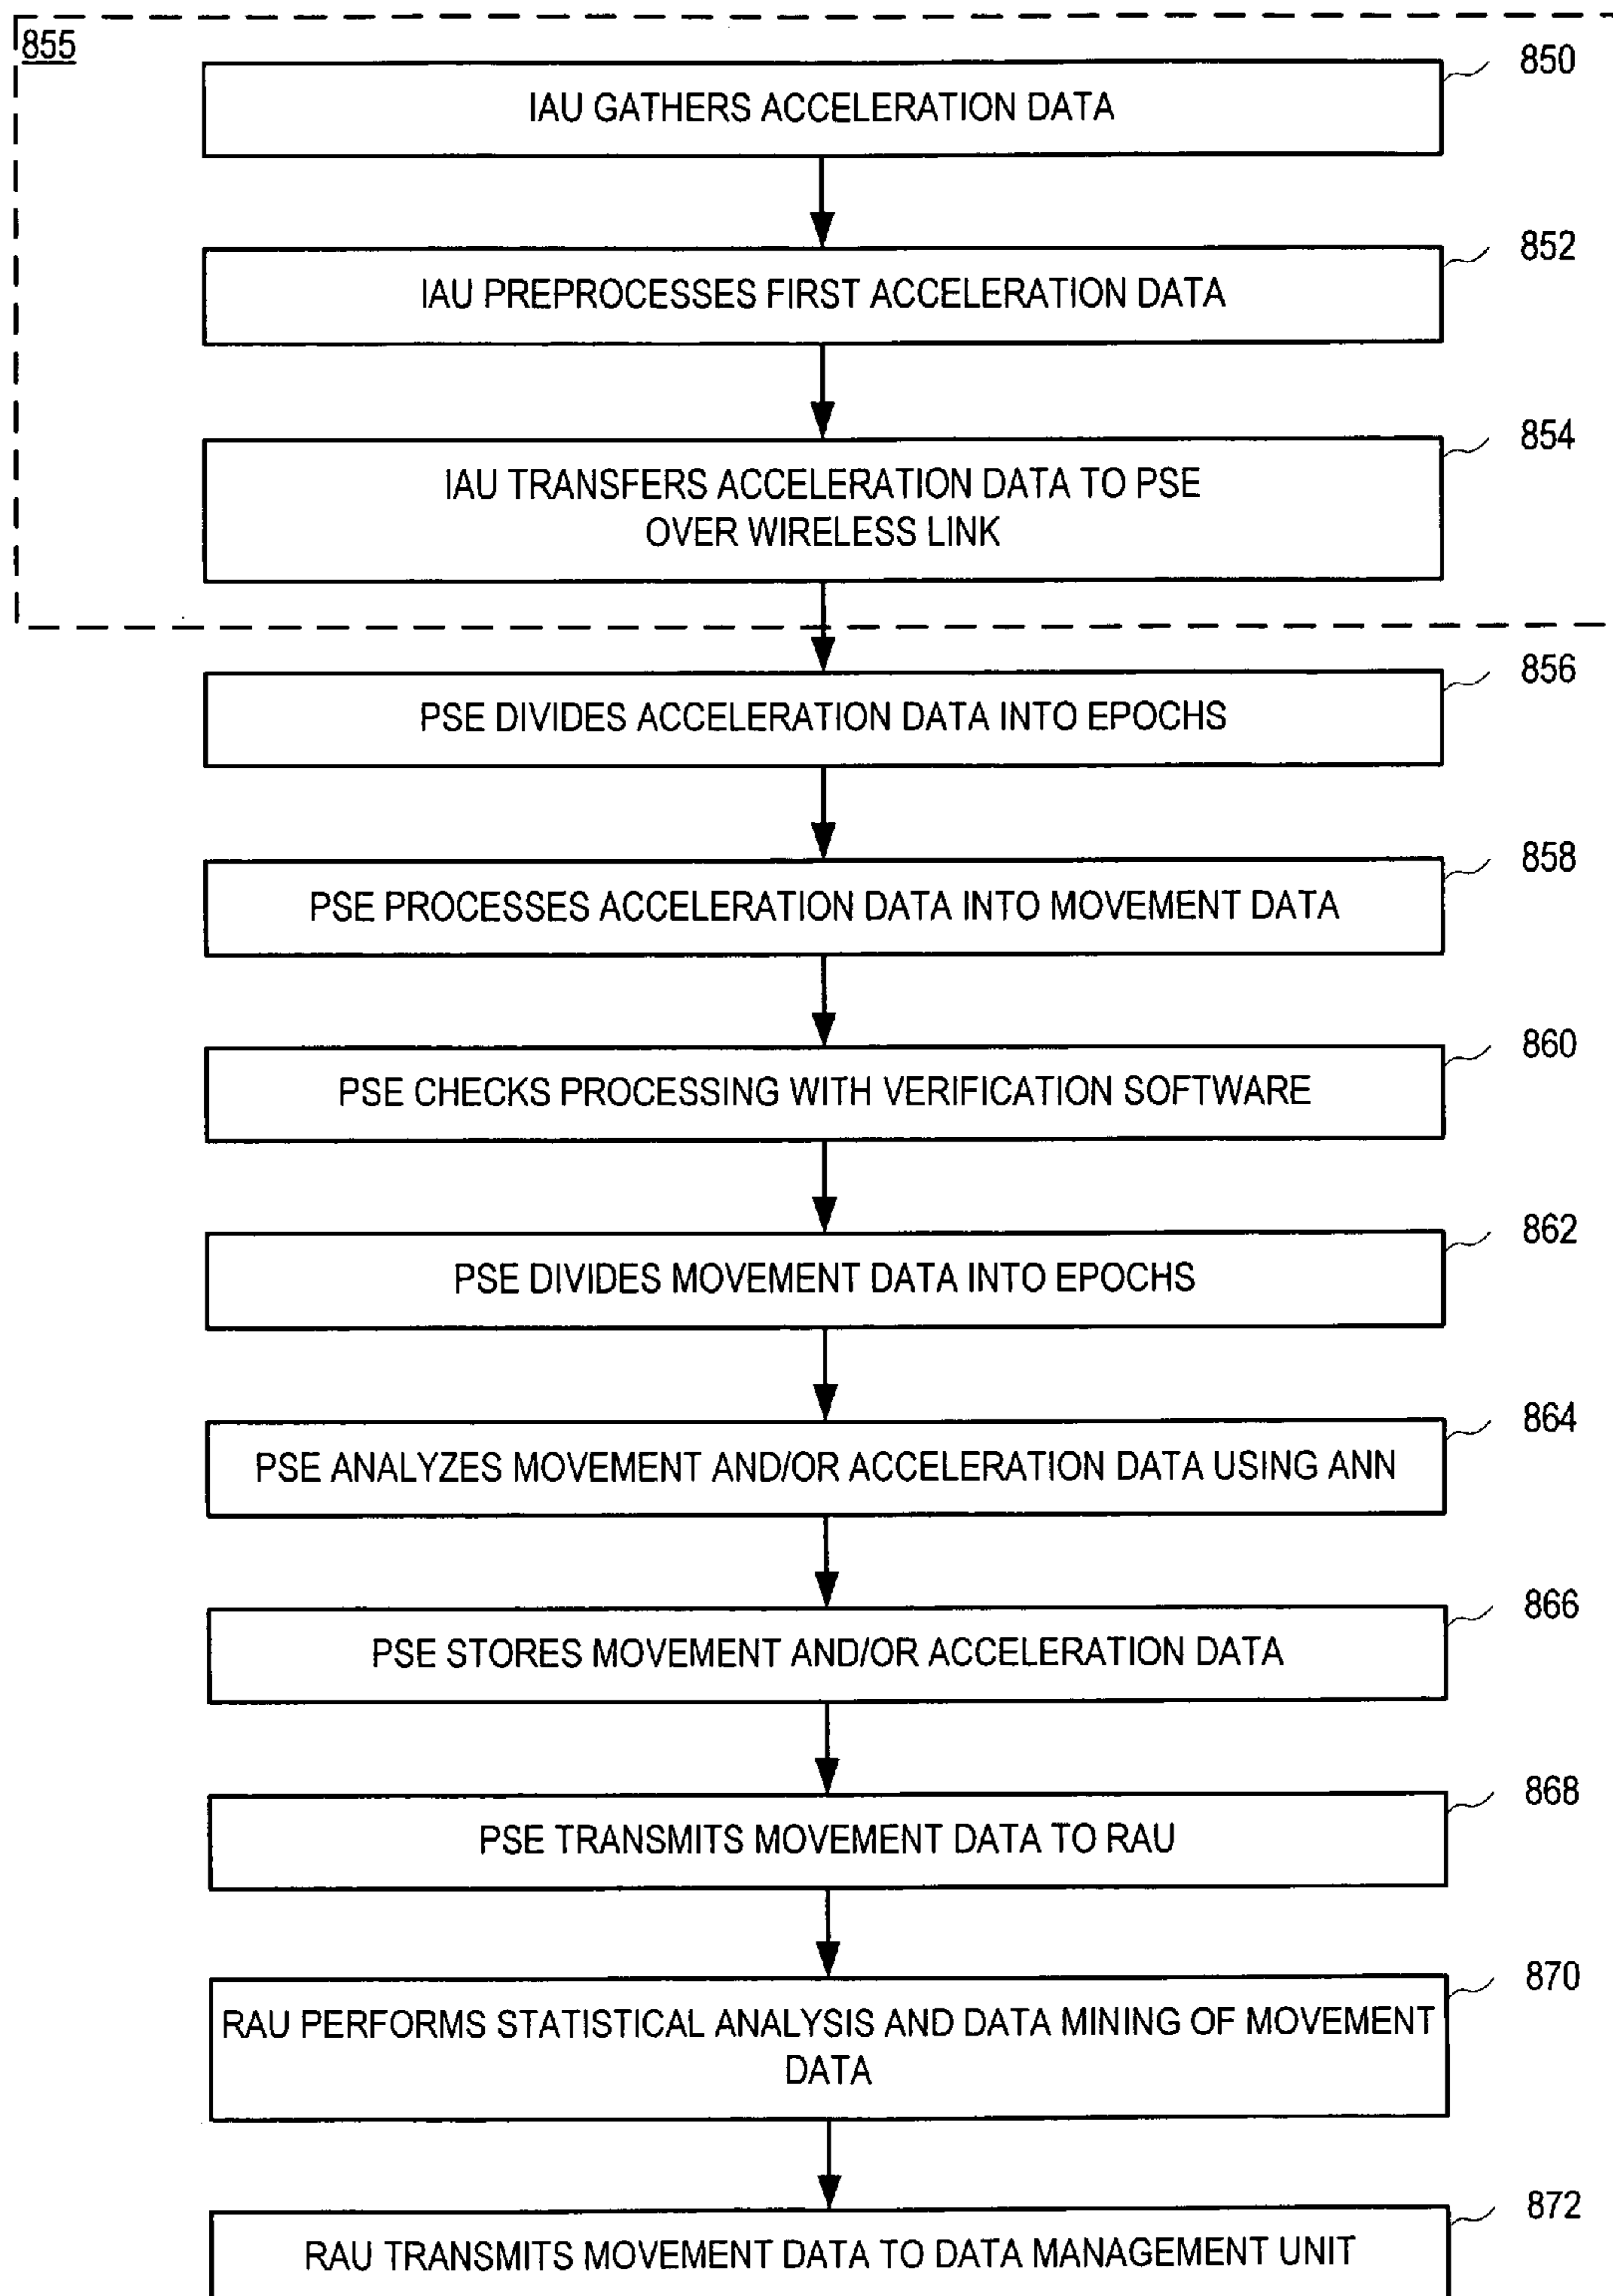 855
850
IAU GATHERS ACCELERATION DATA
852
IAU PREPROCESSES FIRST ACCELERATION DATA
854
IAU TRANSFERS ACCELERATION DATA TO PSE
OVER WIRELESS LINK
856
PSE DIVIDES ACCELERATION DATA INTO EPOCHS
858
PSE PROCESSES ACCELERATION DATA INTO MOVEMENT DATA
860
PSE CHECKS PROCESSING WITH VERIFICATION SOFTWARE
862
PSE DIVIDES MOVEMENT DATA INTO EPOCHS
864
PSE ANALYZES MOVEMENT AND/OR ACCELERATION DATA USING ANN
866
PSE STORES MOVEMENT AND/OR ACCELERATION DATA
868
PSE TRANSMITS MOVEMENT DATA TO RAU
870
RAU PERFORMS STATISTICAL ANALYSIS AND DATA MINING OF MOVEMENT
DATA
872
RAU TRANSMITS MOVEMENT DATA TO DATA MANAGEMENT UNIT